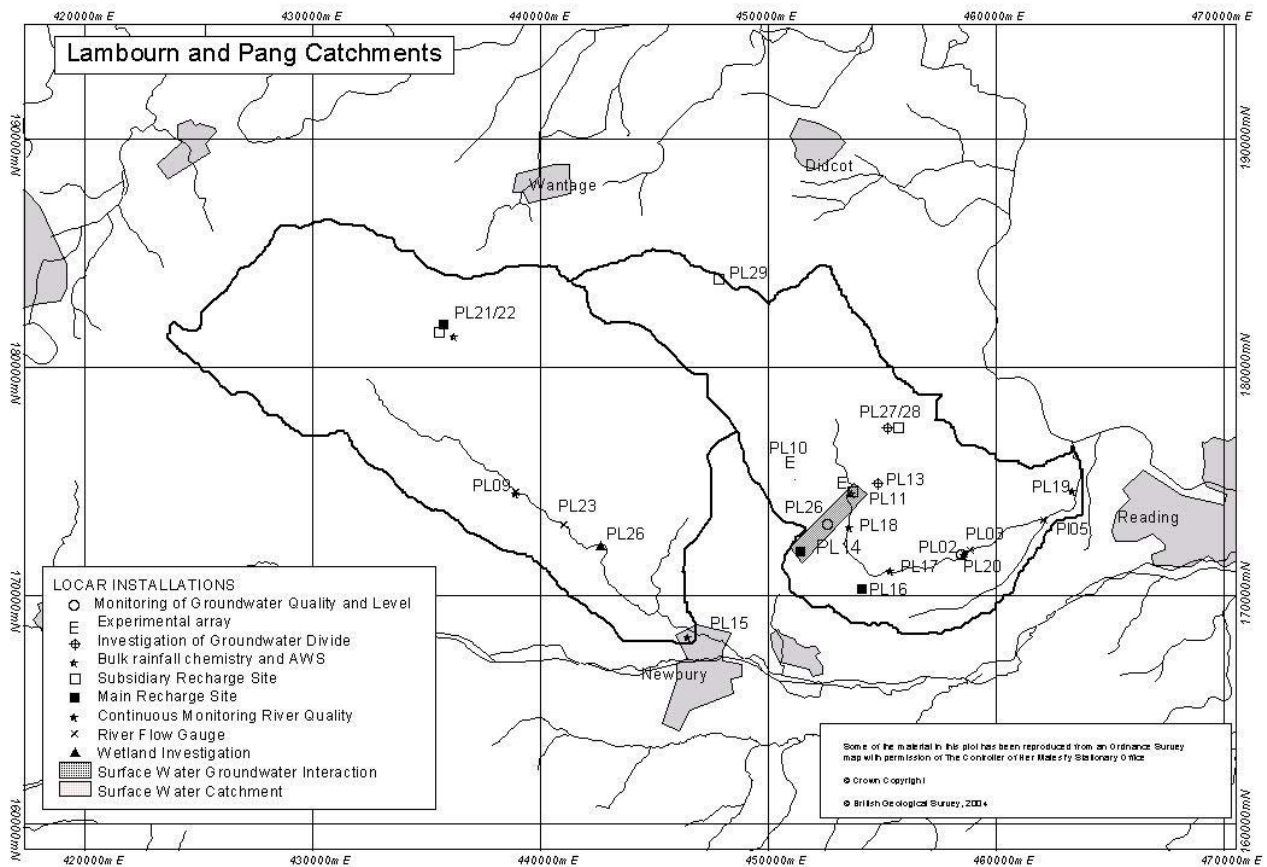 420000m E 430000m E 440000m E 450000m E 460000m E 470000m E
Lambourn and Pang Catchments
190000mN 190000mN
Didcot
Wantage
PL29
PL21/22
180000mN 180000mN
PL27/28
PL10
E
PL09 E PL13 PL19
PL11
PL23 PL26 Reading
PL26 PL18 PL05
PL14 PL02 PL03
PL17 PL20
PL16
170000mN 170000mN
PL15
Newbury
LOCAR INSTALLATIONS
Monitoring of Groundwater Quality and Level
E Experimental array
Investigation of Groundwater Divide
Bulk rainfall chemistry and AWS
Subsidiary Recharge Site
Main Recharge Site
Continuous Monitoring River Quality
River Flow Gauge
Wetland Investigation
Surface Water Groundwater Interaction
Surface Water Catchment
Some of the material in this plot has been reproduced from an Ordnance Survey
map with permission of The Controller of Her Majesty Stationary Office
© Crown Copyright
© British Geological Survey, 2004
160000mN 160000mN
420000m E 430000m E 440000m E 450000m E 460000m E 470000m E